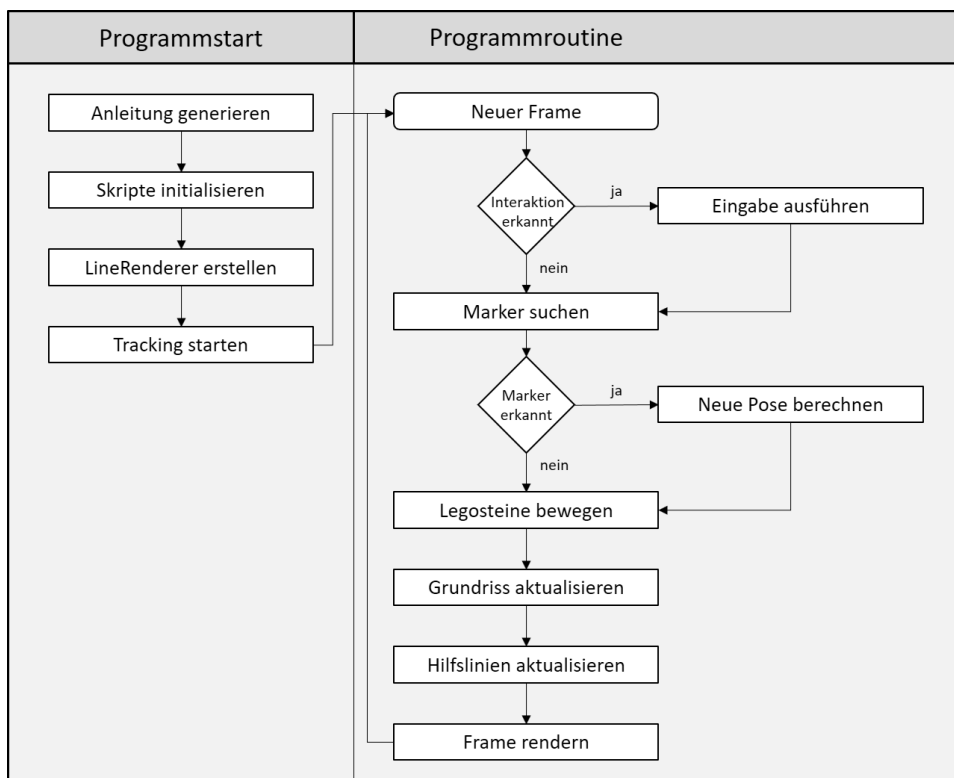 Programmstart
Programmroutine
Anleitung generieren
Skripte initialisieren
LineRenderer erstellen
Tracking starten
Neuer Frame
Interaktion
erkannt
ja
Eingabe ausführen
nein
Marker suchen
Marker
erkannt
ja
Neue Pose berechnen
nein
Legosteine bewegen
Grundriss aktualisieren
Hilfslinien aktualisieren
Frame rendern